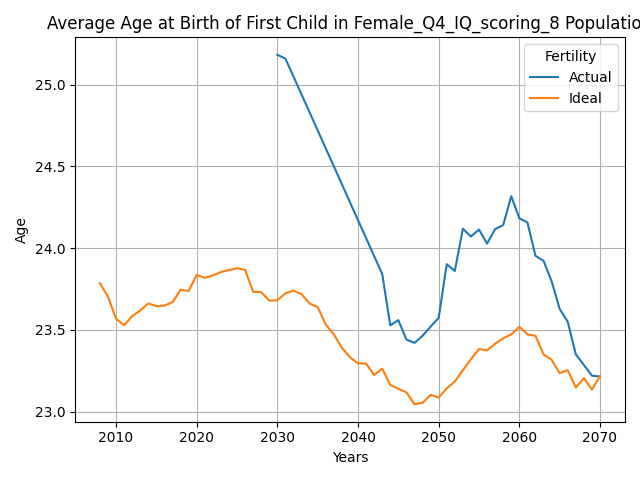 Average Age at Birth of First Child in Female_Q4_IQ_scoring_8 Populatio
Fertility
Actual
Ideal
25.0
24.5
24.0
23.5
23.0
Age
2010 2020 2030 2040 2050 2060 2070
Years